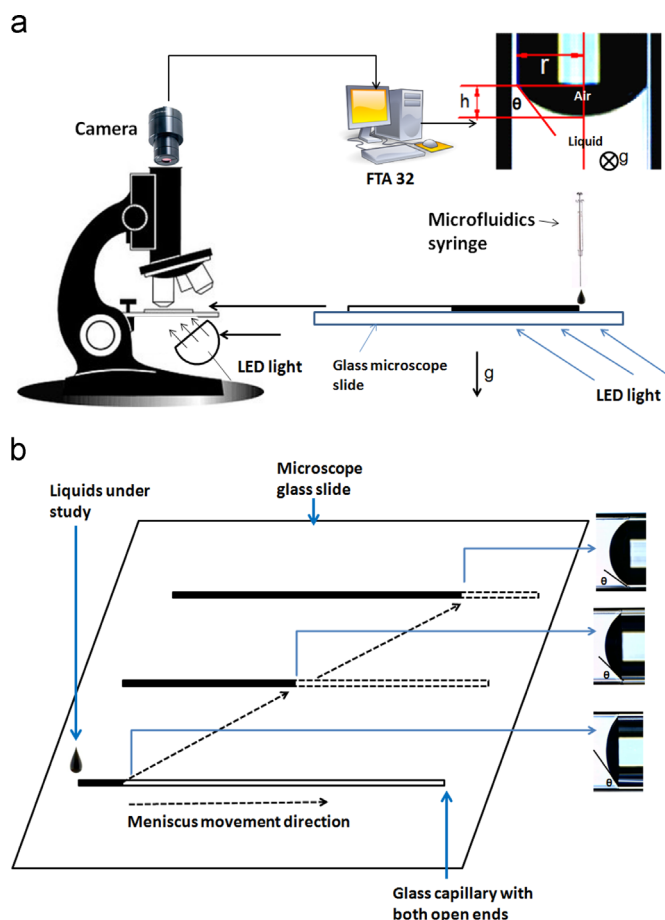 a
Camera
FTA 32
r
h
θ
Air
Liquid
g
Microfluidics
syringe
LED light
Glass microscope
slide
g
LED light
b
Liquids under
study
Microscope
glass slide
θ
θ
θ
Meniscus movement direction
Glass capillary with
both open ends